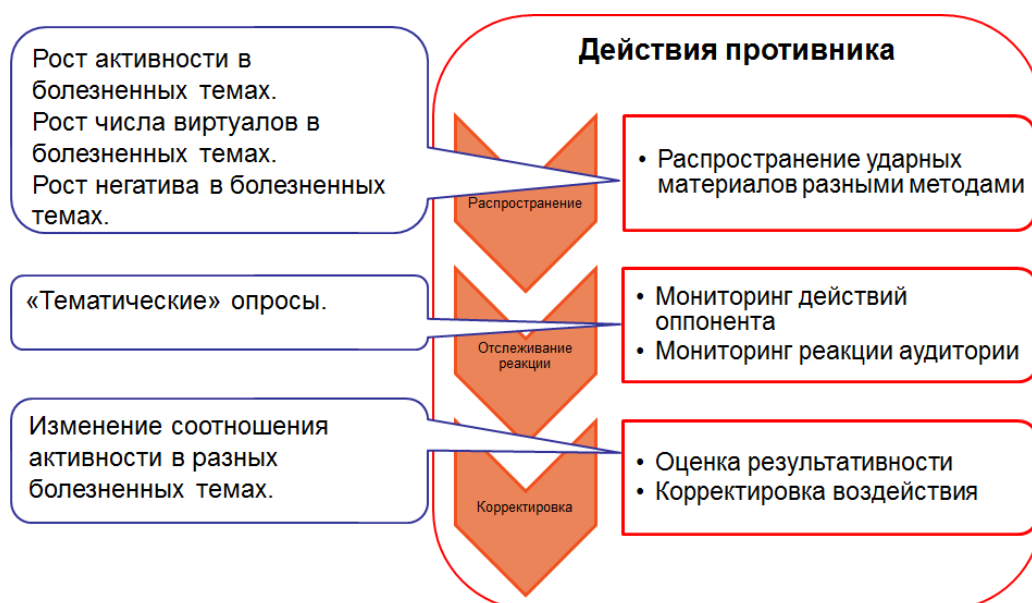 Действия противника
Рост активности в
болезненных темах.
Рост числа виртуалов в
болезненных темах.
Рост негатива в болезненных
темах.
Распространение
• Распространение ударных
материалов разными методами
«Тематические» опросы.
Отслеживание
реакции
• Мониторинг действий
оппонента
• Мониторинг реакции аудитории
Изменение соотношения
активности в разных
болезненных темах.
Корректировка
• Оценка результативности
• Корректировка воздействия